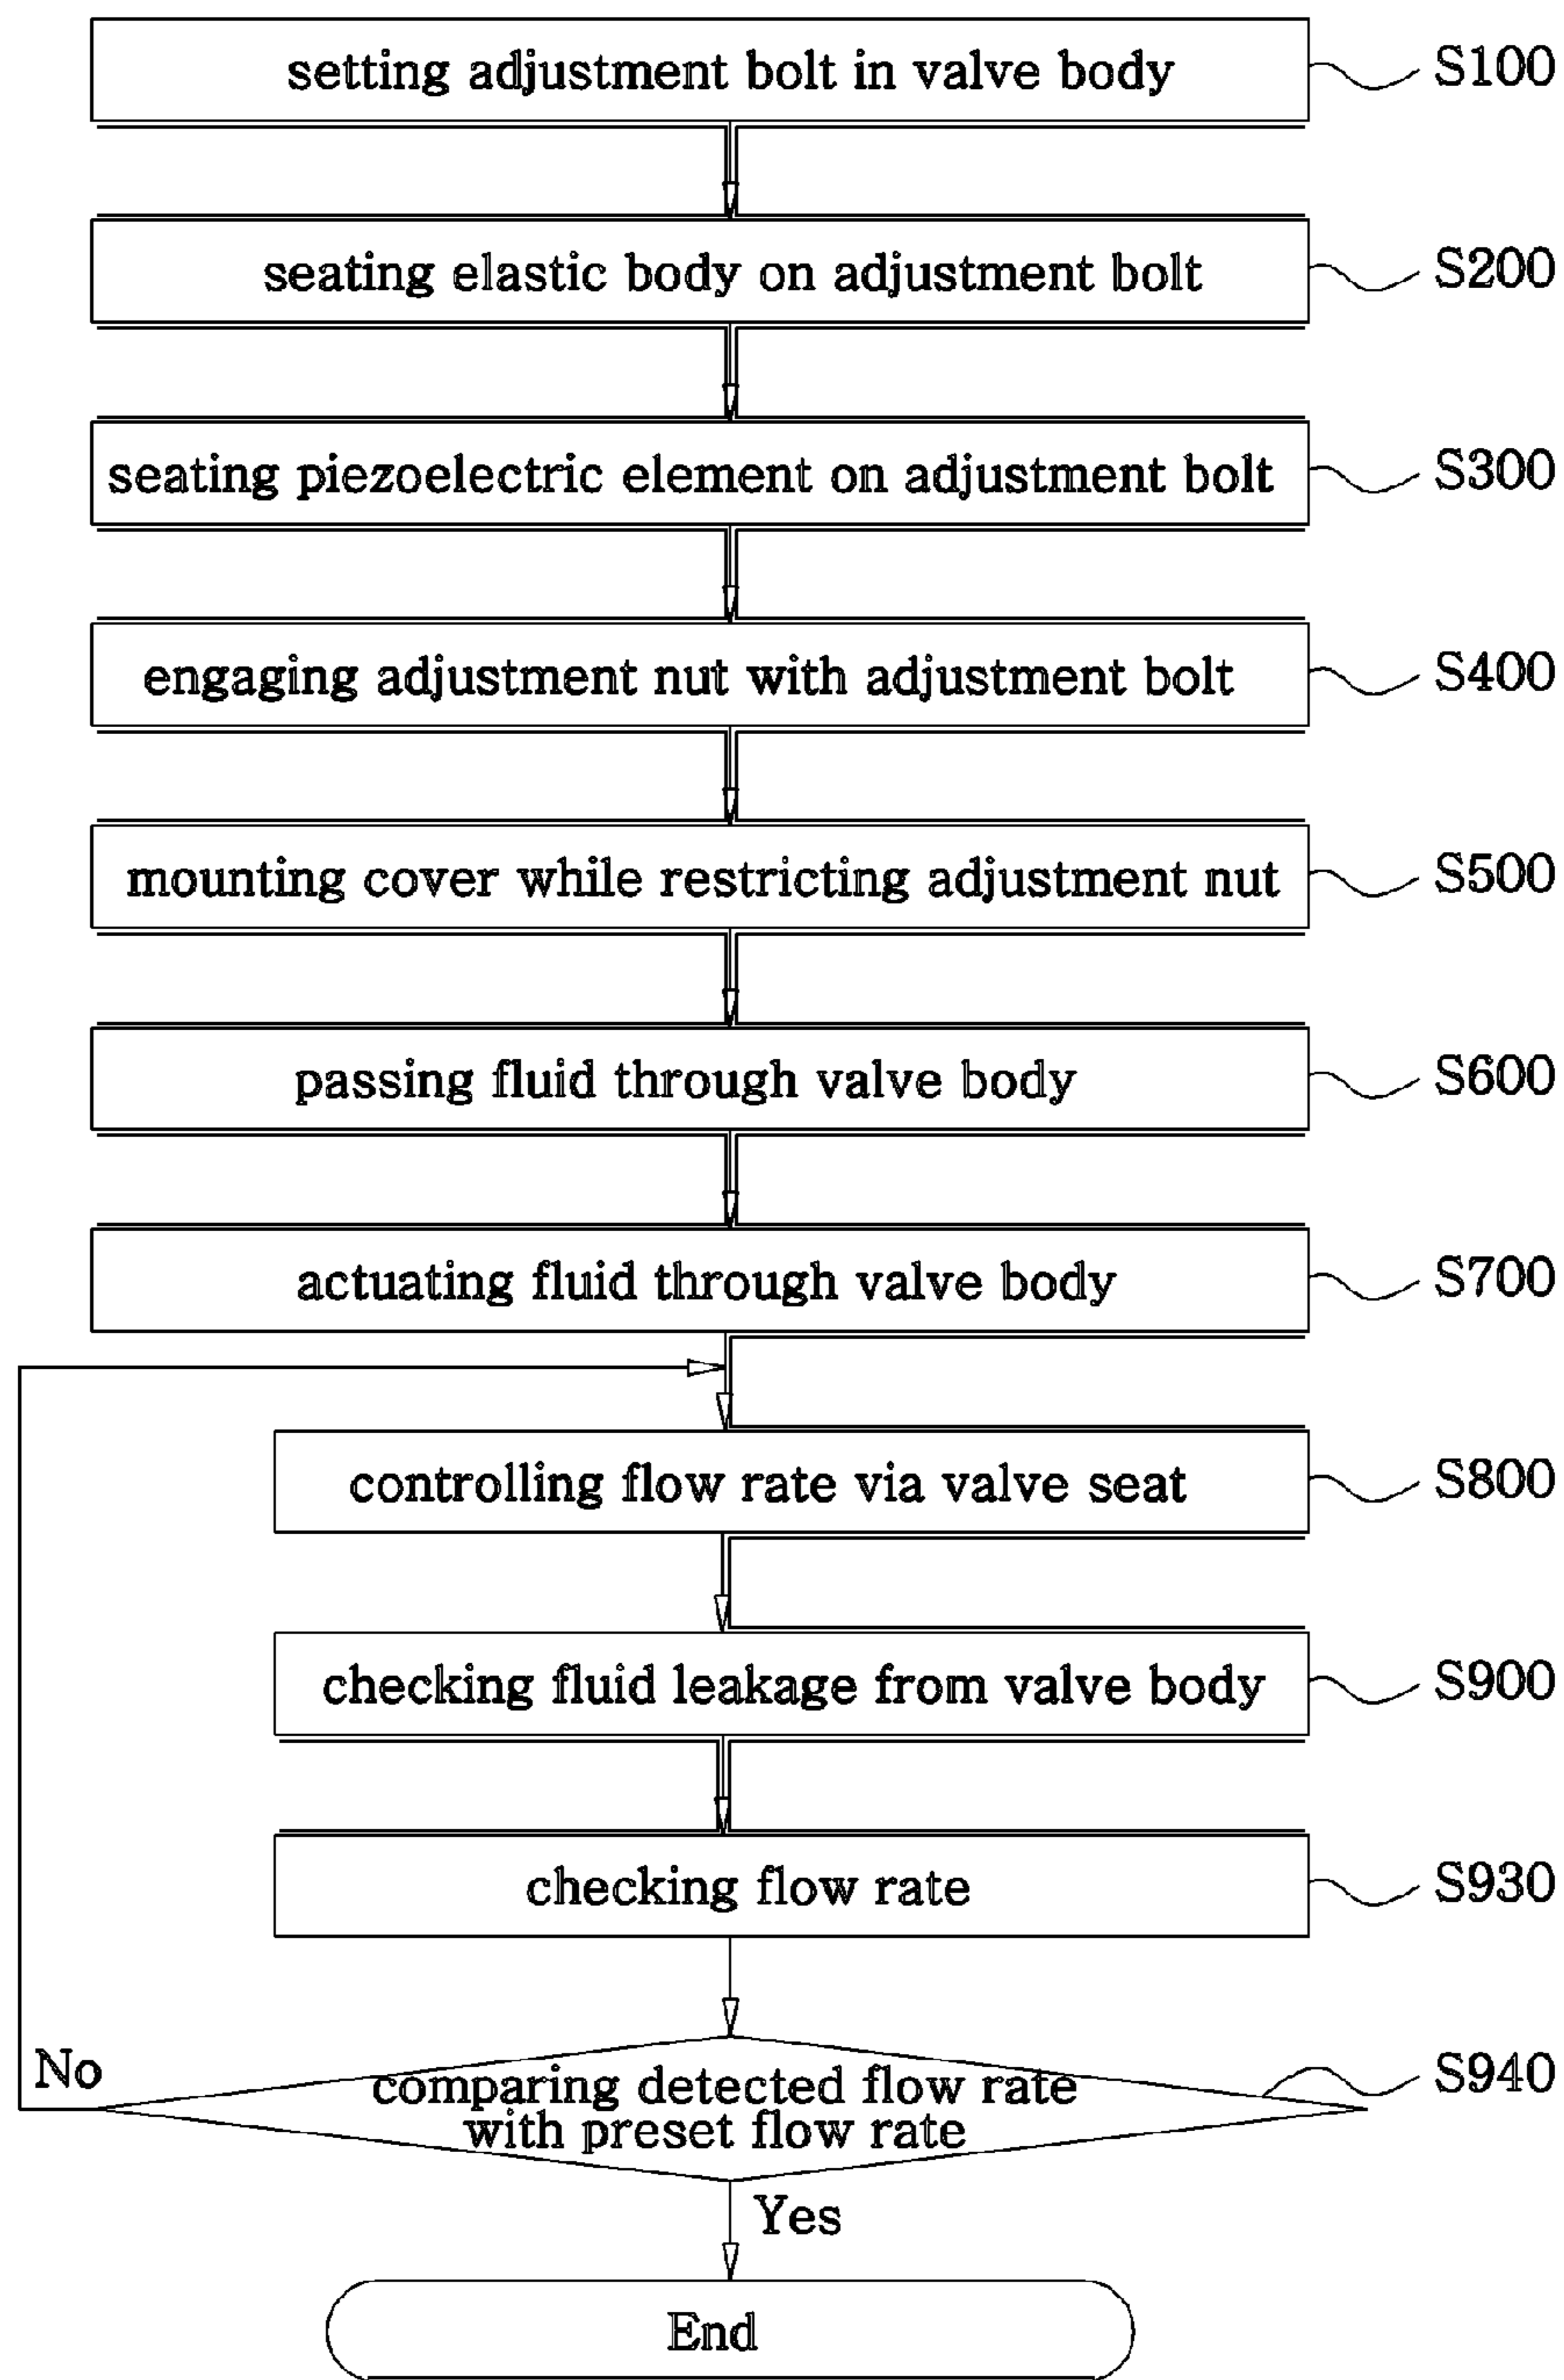 setting adjustment bolt in valve body S100
seating elastic body on adjustment bolt S200
seating piezoelectric element on adjustment bolt S300
engaging adjustment nut with adjustment bolt S400
mounting cover while restricting adjustment nut S500
passing fluid through valve body S600
actuating fluid through valve body S700
controlling flow rate via valve seat S800
checking fluid leakage from valve body S900
checking flow rate S930
No
comparing detected flow rate S940
with preset flow rate
Yes
End